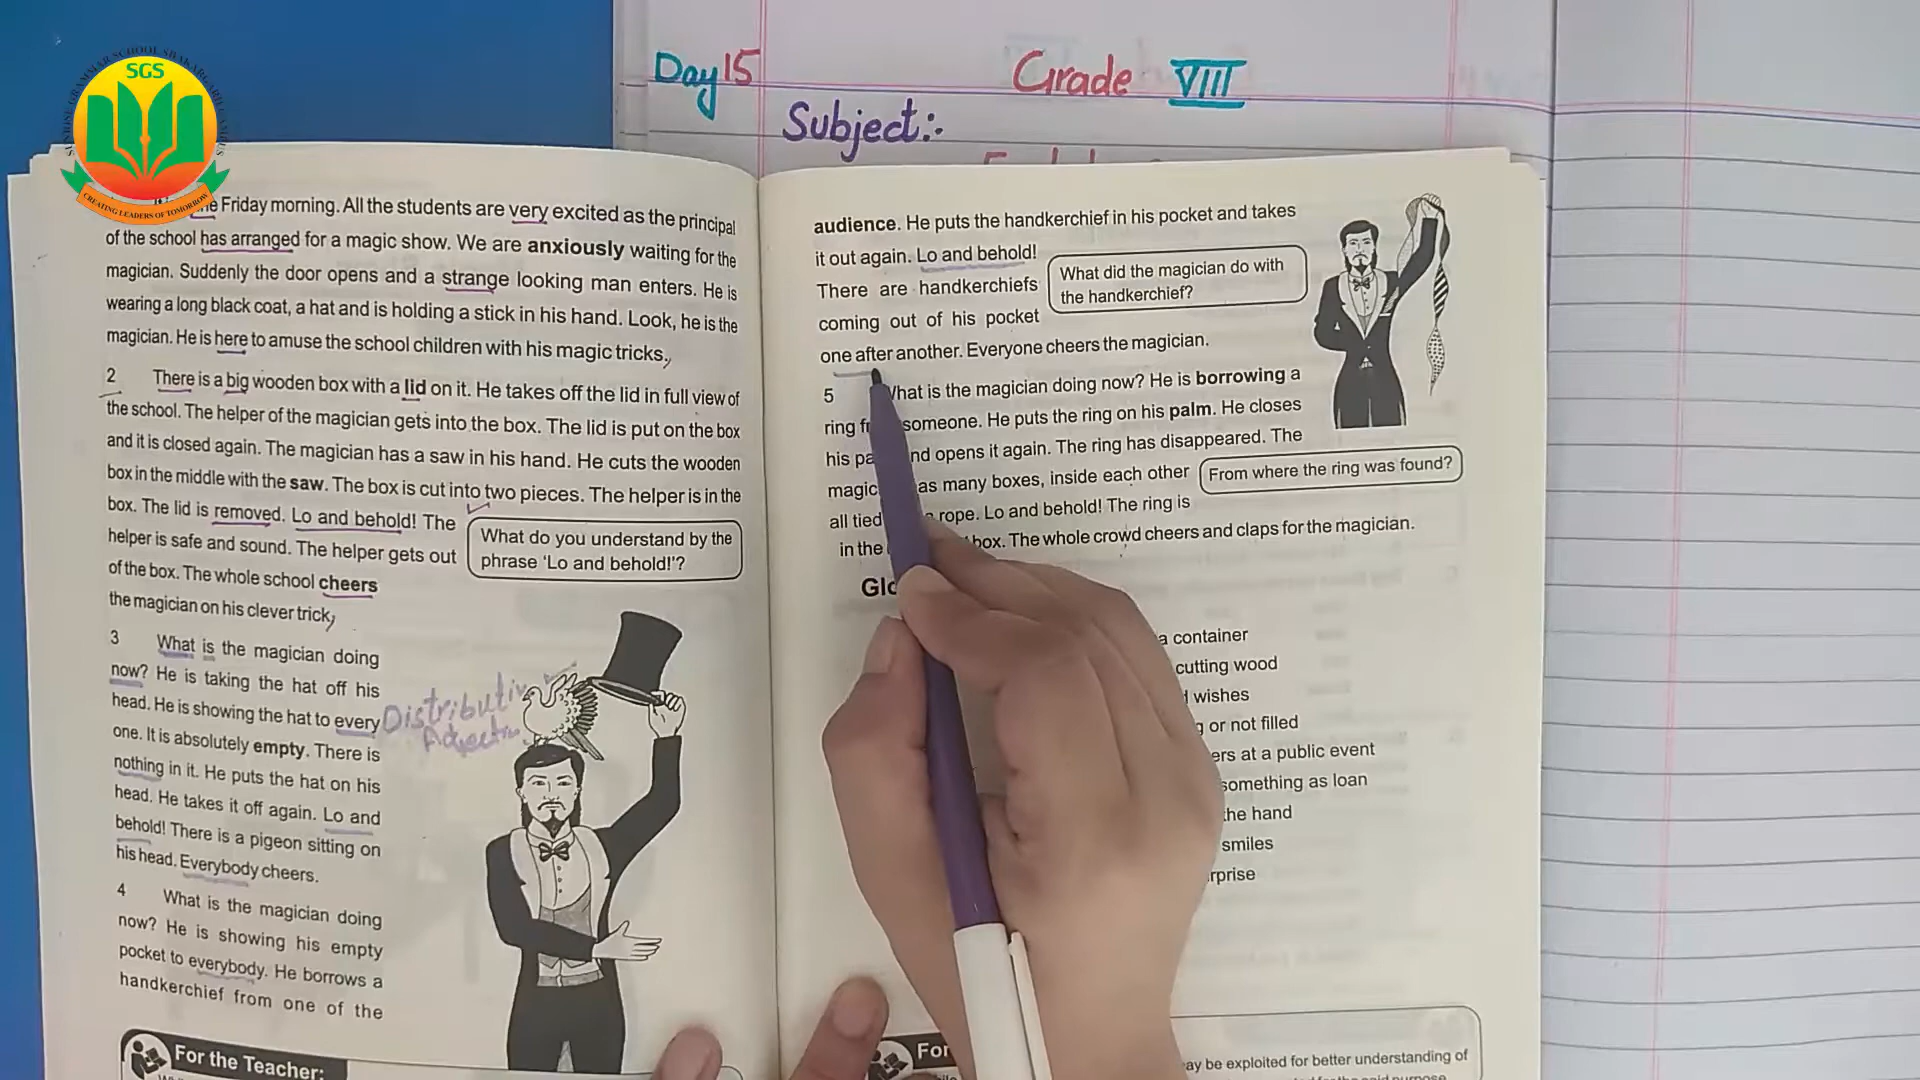 SGS
CREATING LEADERS OF TOMORROW
Day 15
Grade VIII
Subject:
Friday morning. All the students are very excited as the principal
of the school has arranged for a magic show. We are anxiously waiting for the
magician. Suddenly the door opens and a strange looking man enters. He is
wearing a long black coat, a hat and is holding a stick in his hand. Look, he is the
magician. He is here to amuse the school children with his magic tricks.
2 There is a big wooden box with a lid on it. He takes off the lid in full view of
the school. The helper of the magician gets into the box. The lid is put on the box
and it is closed again. The magician has a saw in his hand. He cuts the wooden
box in the middle with the saw. The box is cut into two pieces. The helper is in the
box. The lid is removed. Lo and behold! The
helper is safe and sound. The helper gets out
of the box. The whole school cheers
the magician on his clever trick,
What do you understand by the
phrase 'Lo and behold!'?
3 What is the magician doing
now? He is taking the hat off his
head. He is showing the hat to every
one. It is absolutely empty. There is
nothing in it. He puts the hat on his
head. He takes it off again. Lo and
behold! There is a pigeon sitting on
his head. Everybody cheers.
Distributiv
Adjectiv
4 What is the magician doing
now? He is showing his empty
pocket to everybody. He borrows a
handkerchief from one of the
For the Teacher:
audience. He puts the handkerchief in his pocket and takes
it out again. Lo and behold!
There are handkerchiefs
coming out of his pocket
one after another. Everyone cheers the magician.
What did the magician do with
the handkerchief?
5 What is the magician doing now? He is borrowing a
ring someone. He puts the ring on his palm. He closes
his nd opens it again. The ring has disappeared. The
magic as many boxes, inside each other
all tied rope. Lo and behold! The ring is
in the box. The whole crowd cheers and claps for the magician.
From where the ring was found?
Glo
a container
cutting wood
wishes
or not filled
ers at a public event
something as loan
the hand
smiles
rprise
For
ay be exploited for better understanding of